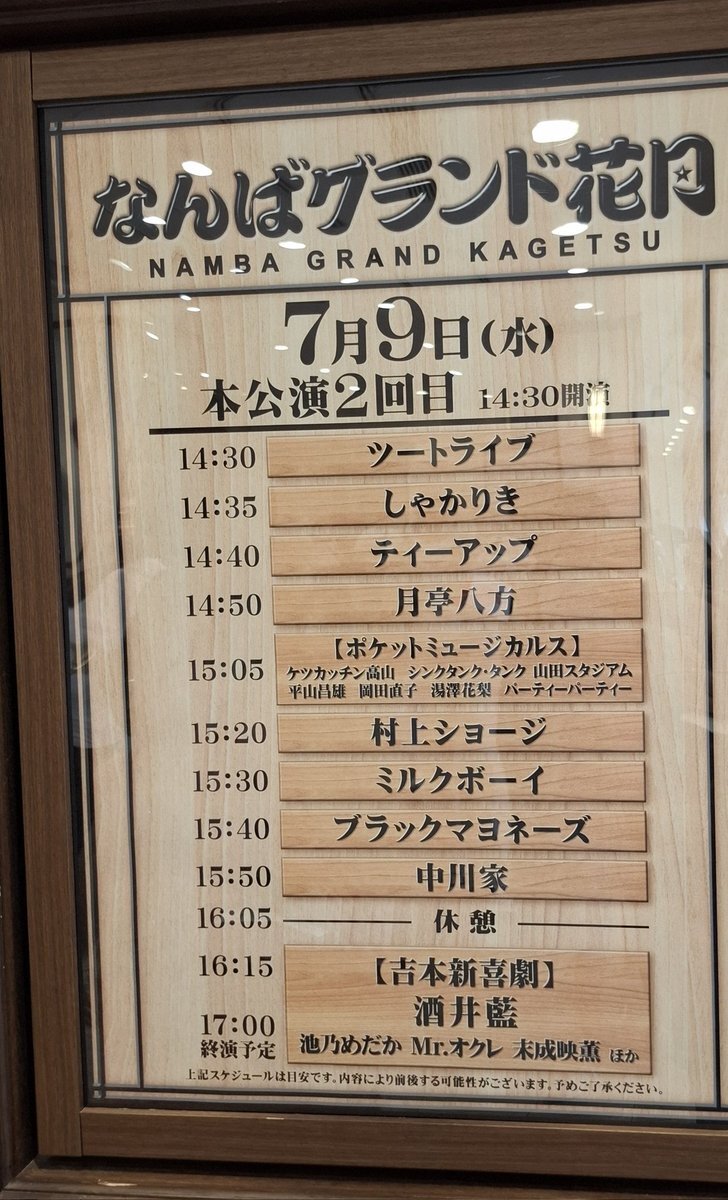 なんばグランド花月
NAMBA GRAND KAGETSU
7月9日(水)
本公演2回目 14:30開演
14:30 ツートライブ
14:35 しゃかりき
14:40 ティーアップ
14:50 月亭八方
15:05 【ポケットミュージカルス】
ケツカッチン高山 シンクタンク・タンク 山田スタジアム
平山昌雄 岡田直子 湯澤花梨 パーティーパーティー
15:20 村上ショージ
15:30 ミルクボーイ
15:40 ブラックマヨネーズ
15:50 中川家
16:05 休憩
16:15 【吉本新喜劇】
酒井藍
17:00
終演予定 池乃めだか Mr.オクレ 末成映薫 ほか
上記スケジュールは目安です。内容により前後する可能性がございます。予めご了承ください。